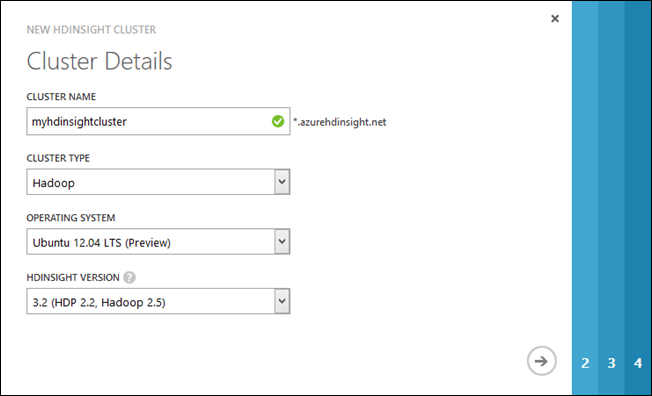 NEW HDINSIGHT CLUSTER
Cluster Details
CLUSTER NAME
myhdinsightcluster
*.azurehdinsight.net
CLUSTER TYPE
Hadoop
OPERATING SYSTEM
Ubuntu 12.04 LTS (Preview)
HDINSIGHT VERSION ?
3.2 (HDP 2.2, Hadoop 2.5)
2 3 4